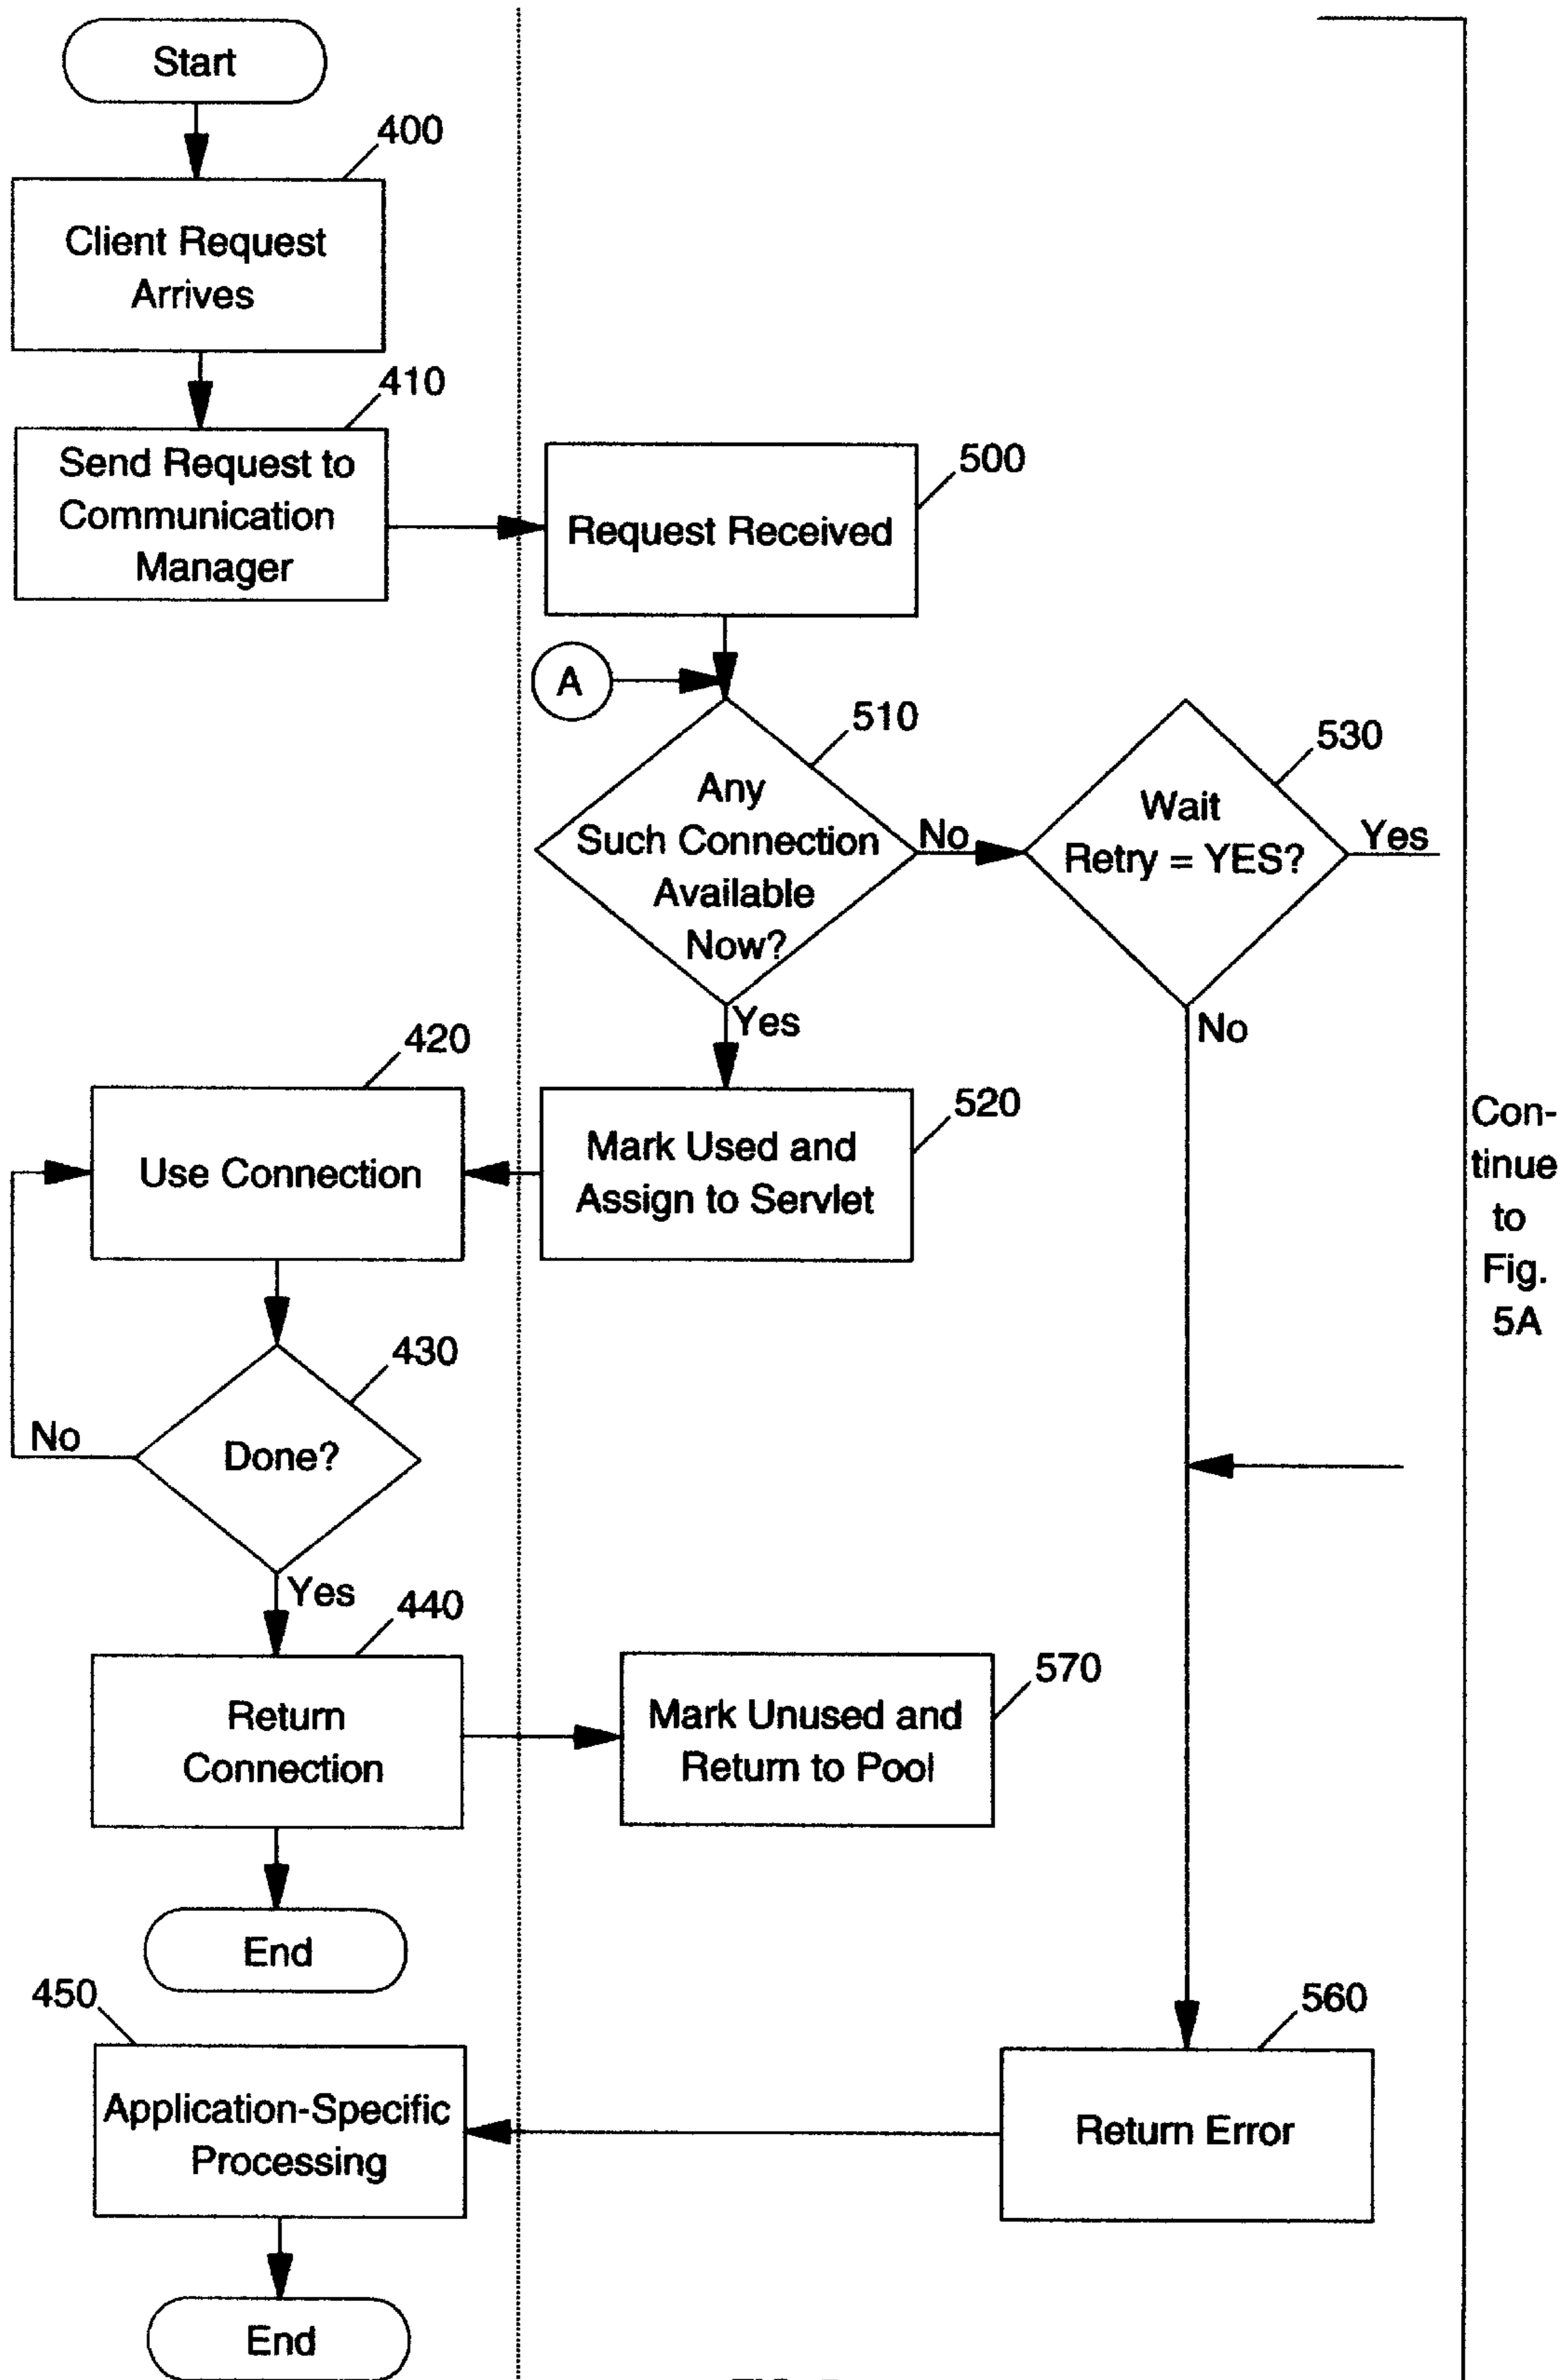 Start
400
Client Request
Arrives
410
Send Request to
Communication
Manager
500
Request Received
A
510
Any
Such Connection
Available
Now?
No
530
Wait
Retry = YES?
Yes
Yes
No
420
Use Connection
520
Mark Used and
Assign to Servlet
Con-
tinue
to
Fig.
5A
430
Done?
No
Yes
440
Return
Connection
570
Mark Unused and
Return to Pool
End
450
Application-Specific
Processing
560
Return Error
End